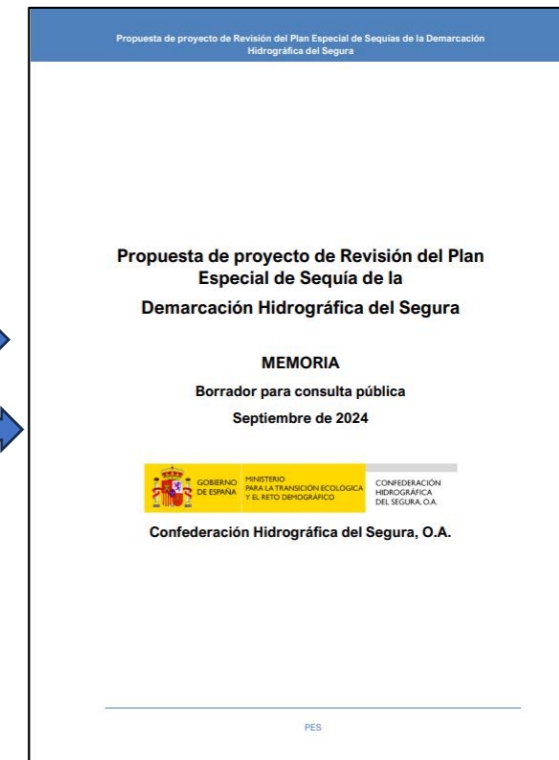 Propuesta de proyecto de Revisión del Plan Especial de Sequías de la Demarcación
Hidrográfica del Segura
Propuesta de proyecto de Revisión del Plan
Especial de Sequía de la
Demarcación Hidrográfica del Segura
MEMORIA
Borrador para consulta pública
Septiembre de 2024
GOBIERNO
DE ESPAÑA
MINISTERIO
PARA LA TRANSICIÓN ECOLÓGICA
Y EL RETO DEMOGRÁFICO
CONFEDERACIÓN
HIDROGRÁFICA
DEL SEGURA, O.A.
Confederación Hidrográfica del Segura, O.A.
PES